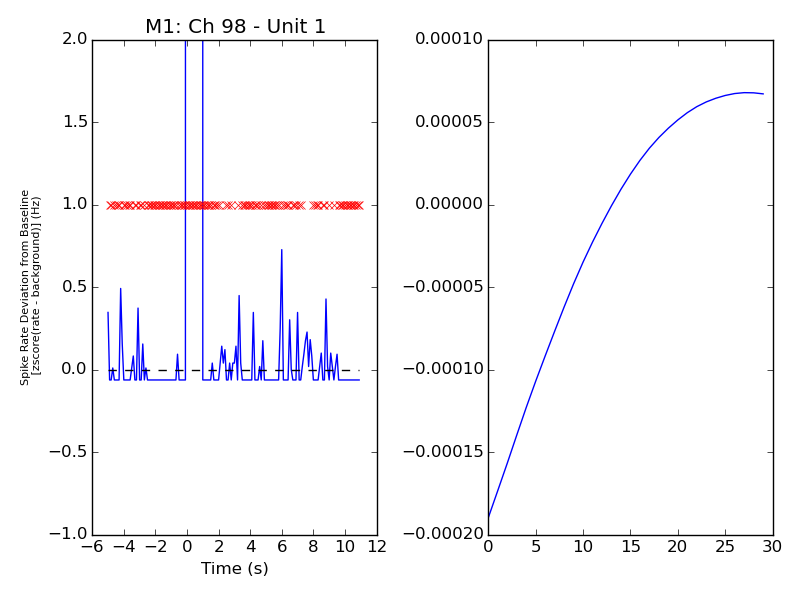 M1: Ch 98 - Unit 1
Spike Rate Deviation from Baseline
[zscore(rate - background)] (Hz)
2.0
1.5
1.0
0.5
0.0
−0.5
−1.0
−6 −4 −2 0 2 4 6 8 10 12
Time (s)
0.00010
0.00005
0.00000
−0.00005
−0.00010
−0.00015
−0.00020
0 5 10 15 20 25 30